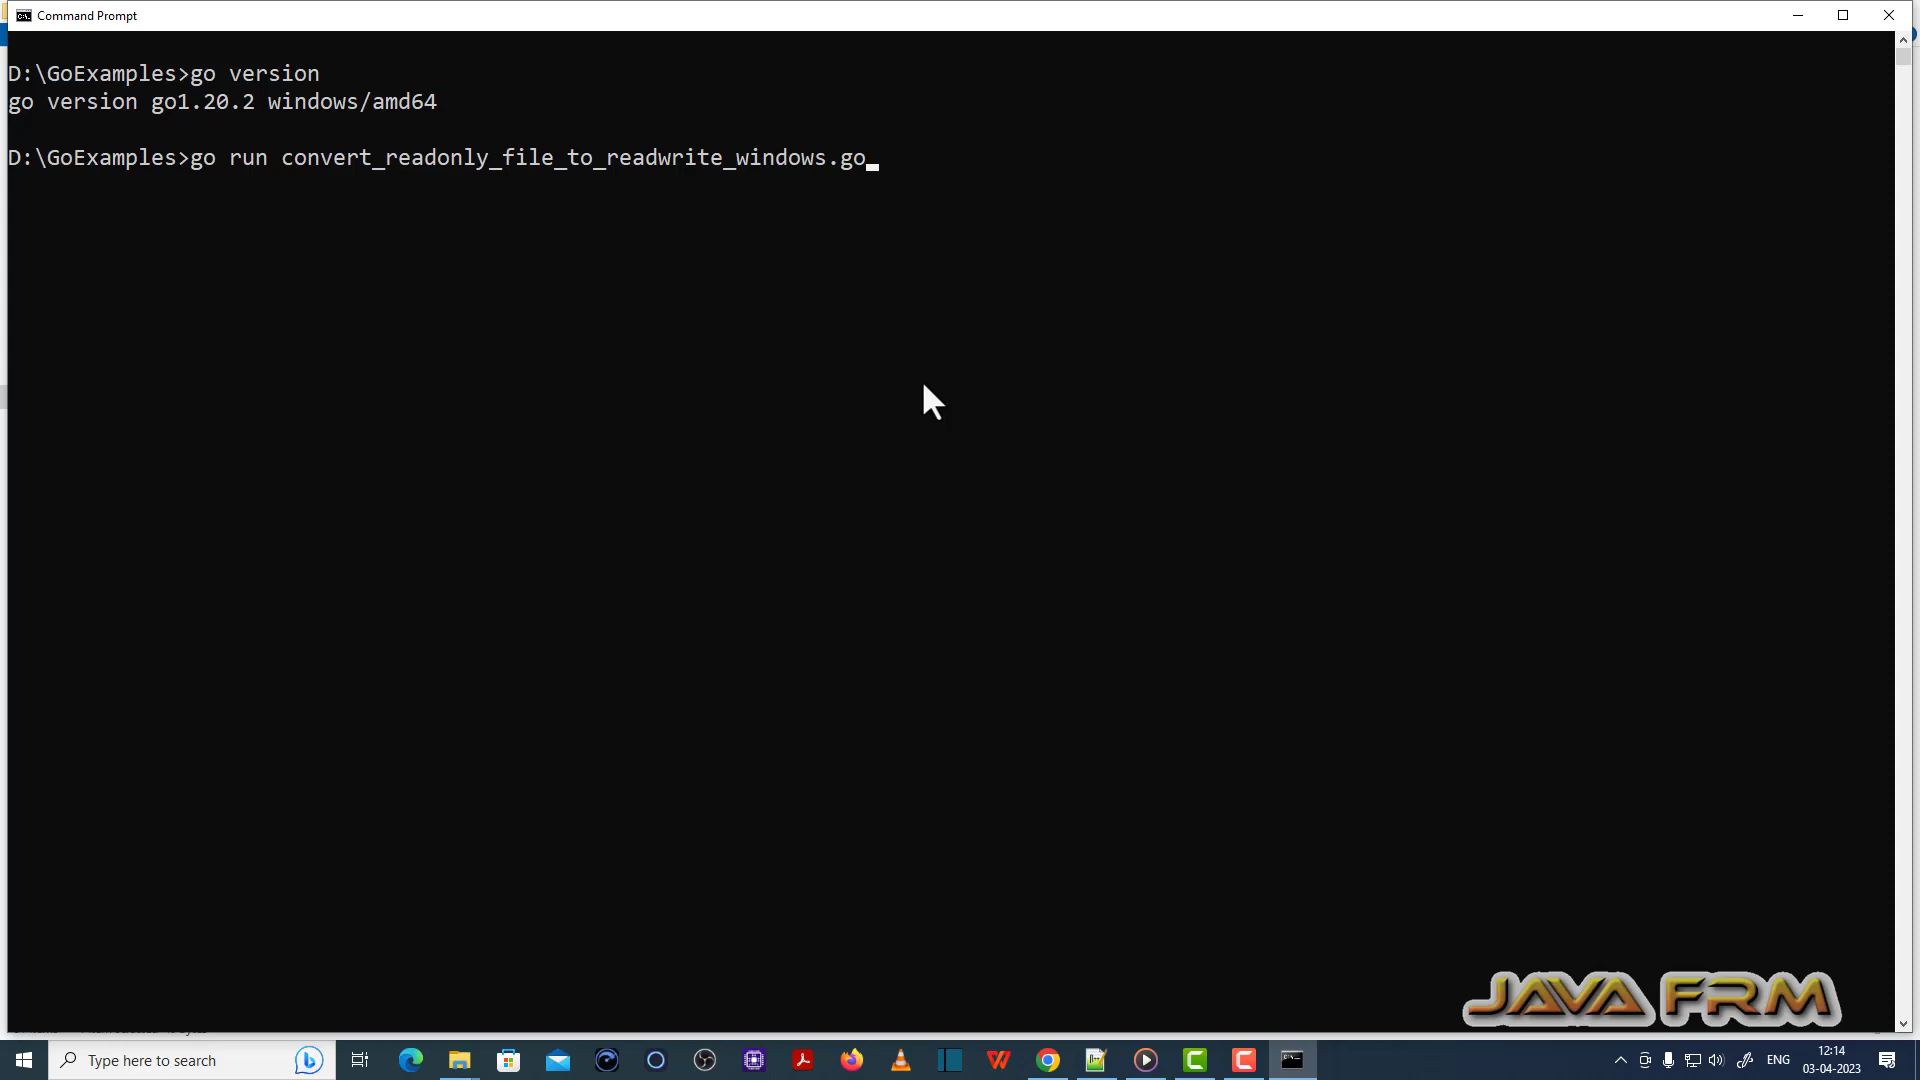 Command Prompt
D:\GoExamples>go version
go version go1.20.2 windows/amd64
D:\GoExamples>go run convert_readonly_file_to_readwrite_windows.go
JAVA FRM
Type here to search
ENG
12:14
03-04-2023